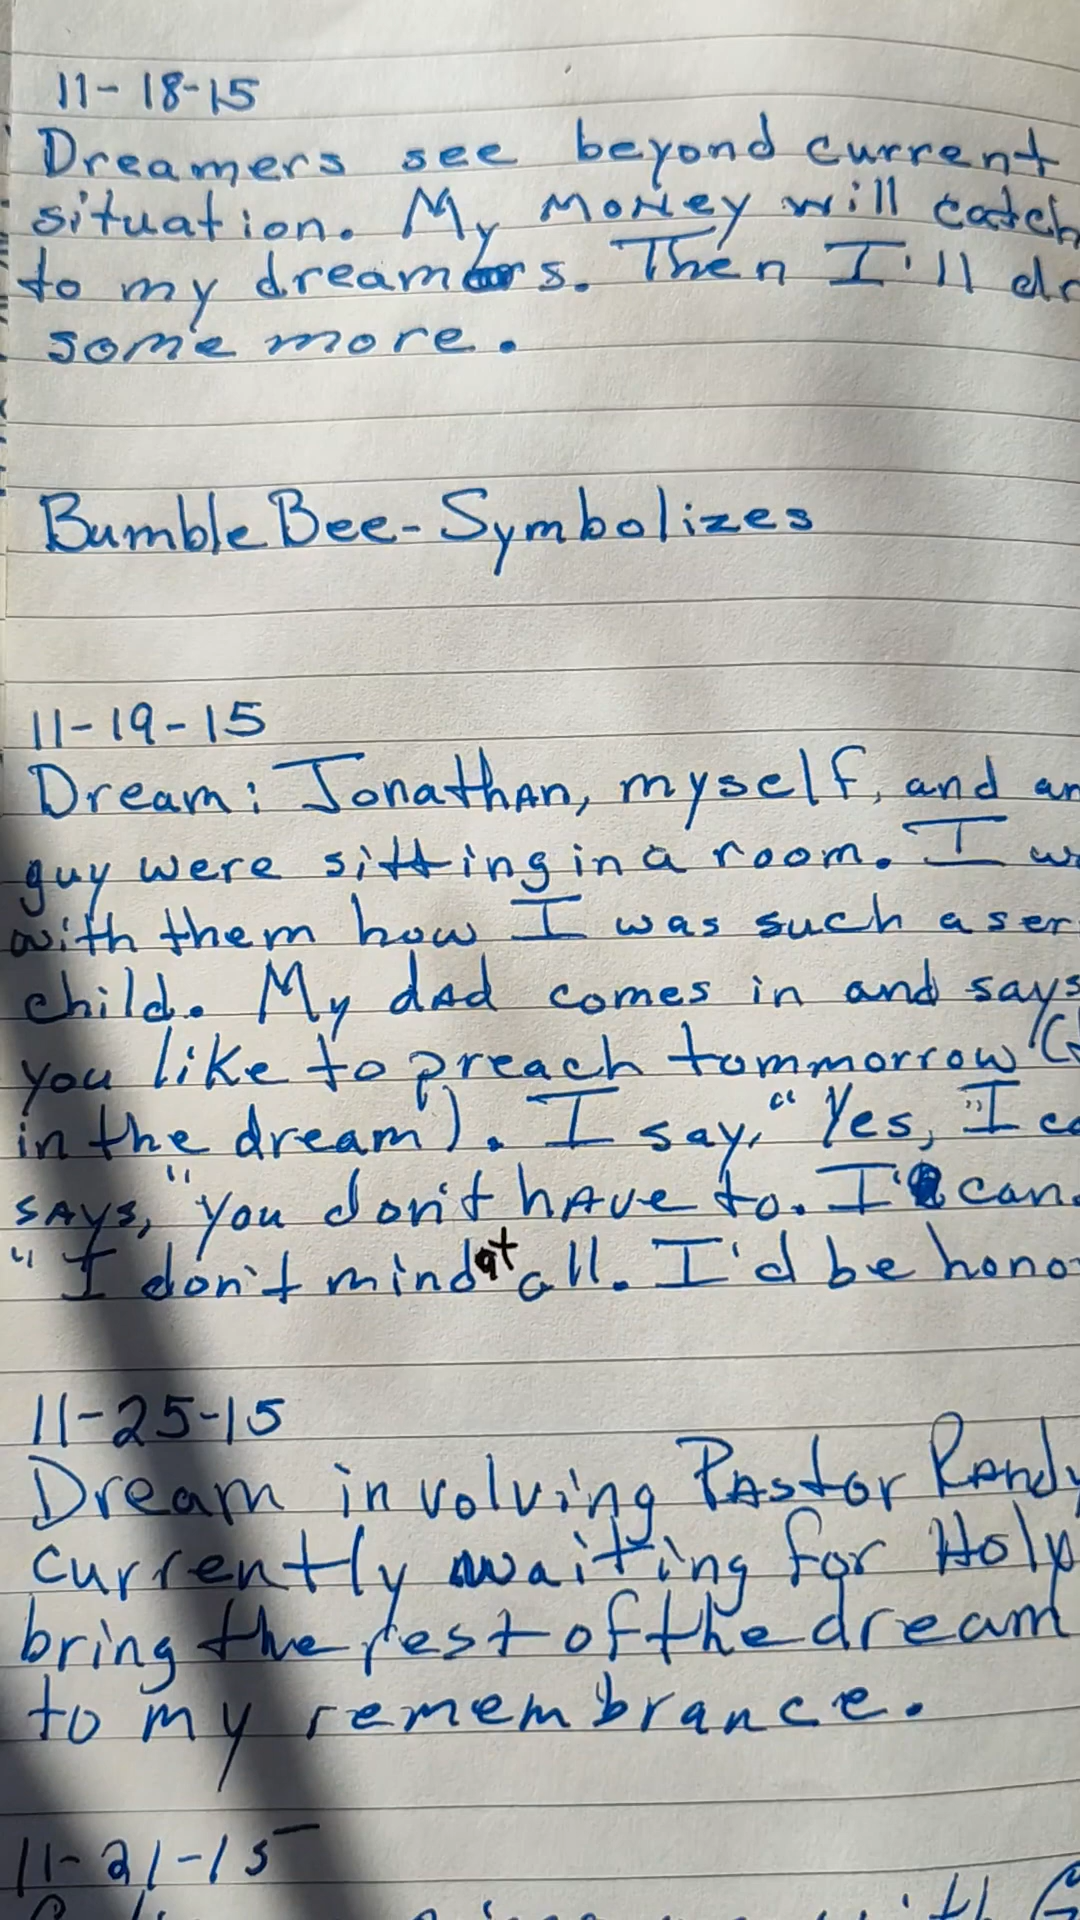 11-18-15
Dreamers see beyond current
situation. My Money will catch
to my dreams. Then I'll
some more.
Bumble Bee-Symbolizes
11-19-15
Dream: Jonathan, myself, and
guy were sitting in a room. I
with them how I was such a
child. My dad comes in and says
you like to preach tommorrow (
in the dream"). I say, "Yes, "I
says, "you don't have to. I can.
"I don't mind at all. I'd be
11-25-15
Dream involving Pastor Randy
currently waiting for Holy
bring the rest of the dream
to my remembrance.
11-21-15